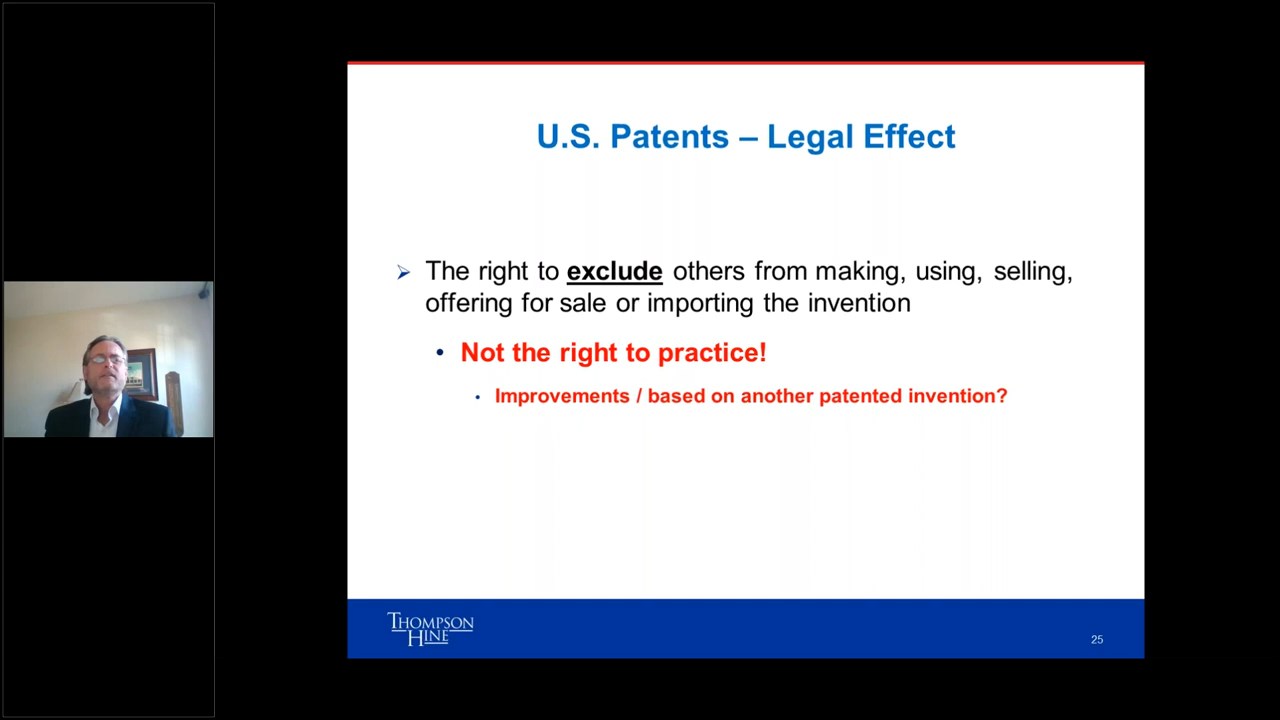 U.S. Patents – Legal Effect
➢ The right to exclude others from making, using, selling,
offering for sale or importing the invention
• Not the right to practice!
• Improvements / based on another patented invention?
THOMPSON
HINE
25